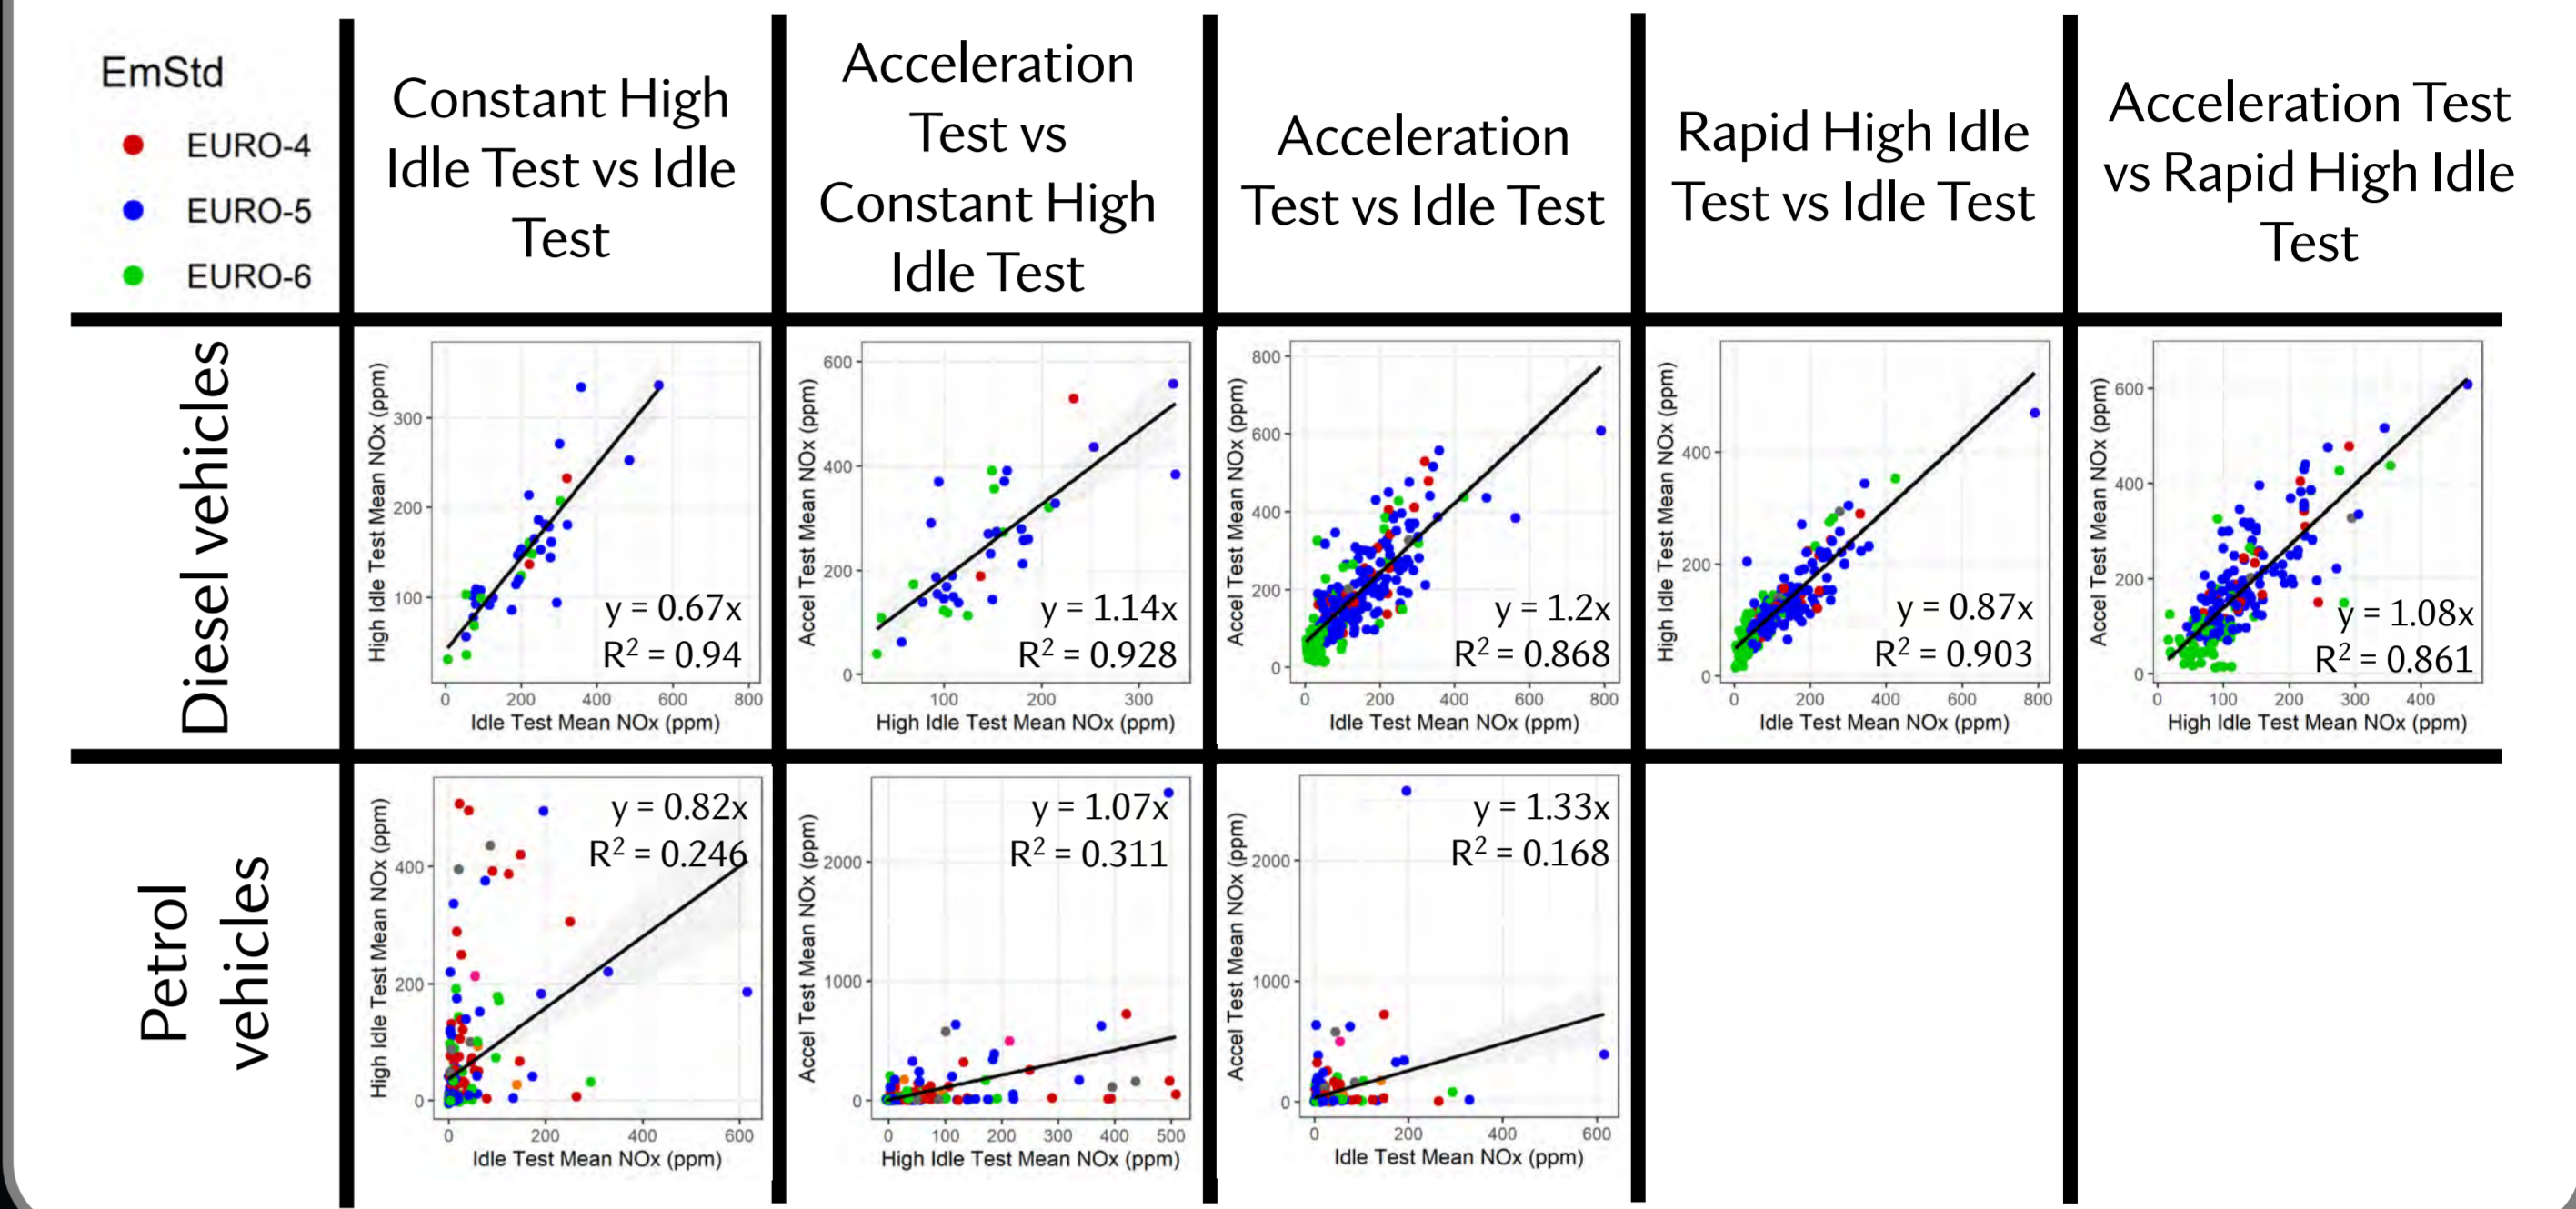 EmStd
EURO-4
EURO-5
EURO-6
Constant High
Idle Test vs Idle
Test
Acceleration
Test vs
Constant High
Idle Test
Acceleration
Test vs Idle Test
Rapid High Idle
Test vs Idle Test
Acceleration Test
vs Rapid High Idle
Test
Diesel vehicles
High Idle Test Mean NOx (ppm)
300
200
100
0
200
400
600
800
Idle Test Mean NOx (ppm)
y = 0.67x
R² = 0.94
Accel Test Mean NOx (ppm)
600
400
200
0
100
200
300
High Idle Test Mean NOx (ppm)
y = 1.14x
R² = 0.928
Accel Test Mean NOx (ppm)
800
600
400
200
0
0
200
400
600
800
Idle Test Mean NOx (ppm)
y = 1.2x
R² = 0.868
High Idle Test Mean NOx (ppm)
400
200
0
0
200
400
600
800
Idle Test Mean NOx (ppm)
y = 0.87x
R² = 0.903
Accel Test Mean NOx (ppm)
600
400
200
0
0
100
200
300
400
High Idle Test Mean NOx (ppm)
y = 1.08x
R² = 0.861
Petrol
vehicles
High Idle Test Mean NOx (ppm)
400
200
0
0
200
400
600
Idle Test Mean NOx (ppm)
y = 0.82x
R² = 0.246
Accel Test Mean NOx (ppm)
2000
1000
0
0
100
200
300
400
500
High Idle Test Mean NOx (ppm)
y = 1.07x
R² = 0.311
Accel Test Mean NOx (ppm)
2000
1000
0
0
200
400
600
Idle Test Mean NOx (ppm)
y = 1.33x
R² = 0.168